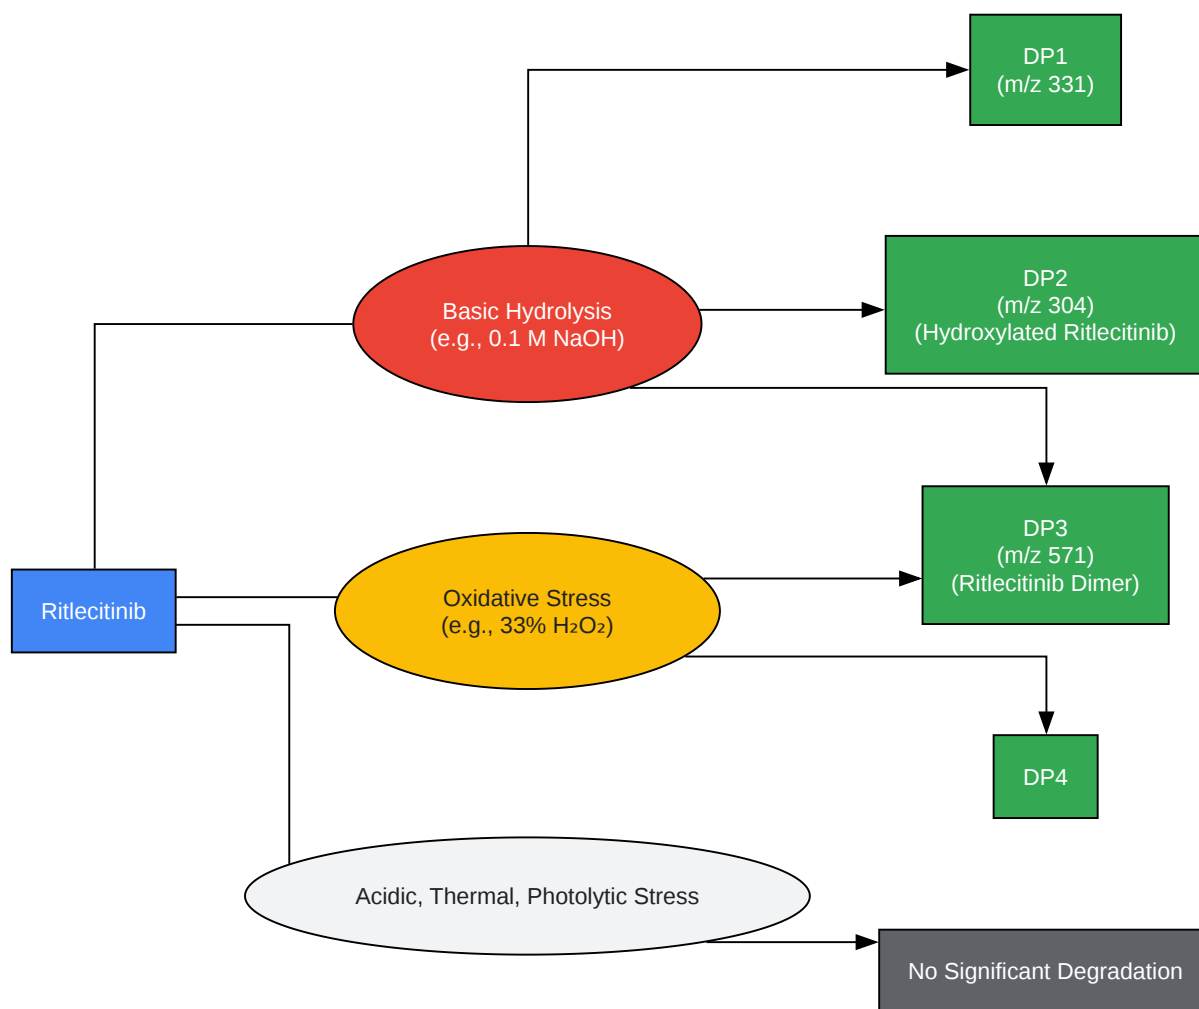 DP1
(m/z 331)
DP2
(m/z 304)
(Hydroxylated Ritlecitinib)
Basic Hydrolysis
(e.g., 0.1 M NaOH)
DP3
(m/z 571)
(Ritlecitinib Dimer)
Ritlecitinib
Oxidative Stress
(e.g., 33% H₂O₂)
DP4
Acidic, Thermal, Photolytic Stress
No Significant Degradation